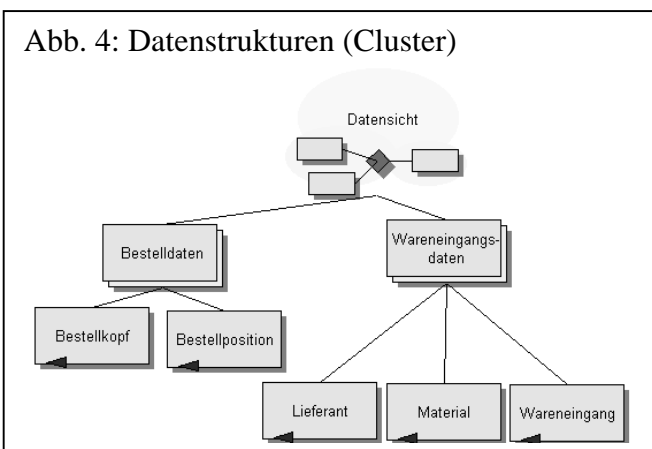 Abb. 4: Datenstrukturen (Cluster)
Datensicht
Bestelldaten
Wareneingangs-
daten
Bestellkopf
Bestellposition
Lieferant
Material
Wareneingang